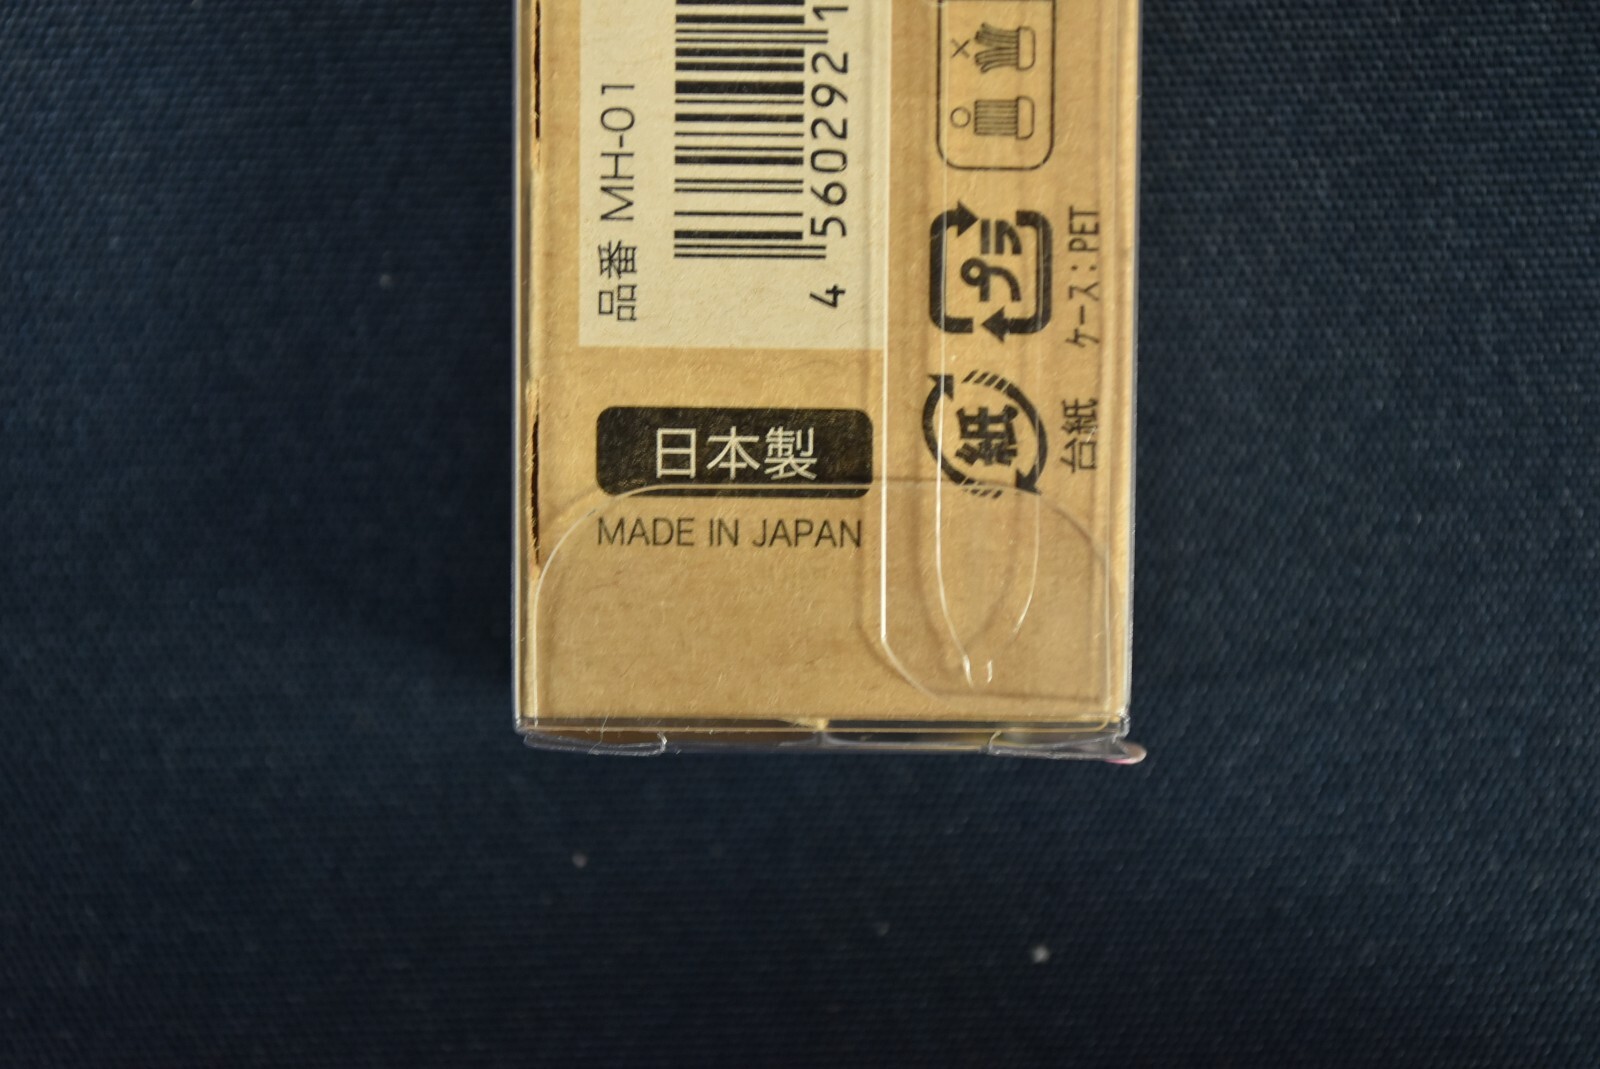 品番 MH-01
4 560292 1
日本製
MADE IN JAPAN
プラ
ケース：PET
紙
台紙